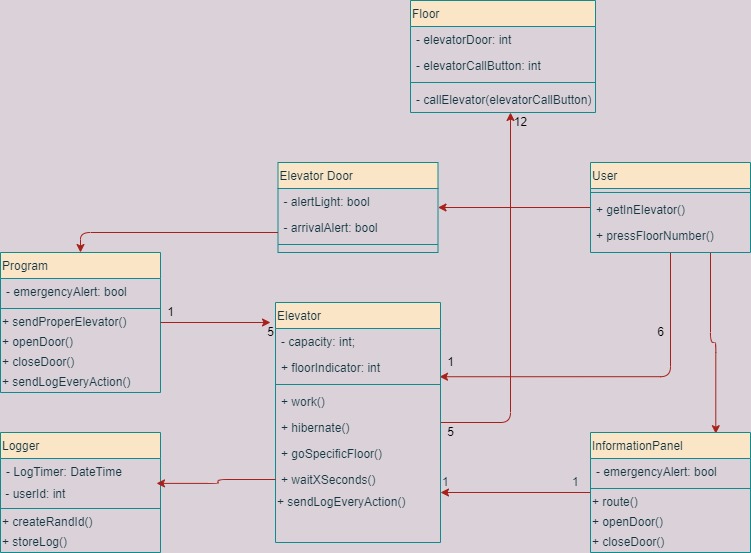 Floor
- elevatorDoor: int
- elevatorCallButton: int
- callElevator(elevatorCallButton)
12
Elevator Door
- alertLight: bool
- arrivalAlert: bool
User
+ getInElevator()
+ pressFloorNumber()
Program
- emergencyAlert: bool
+ sendProperElevator()
+ openDoor()
+ closeDoor()
+ sendLogEveryAction()
1
5
Elevator
- capacity: int;
+ floorIndicator: int
+ work()
+ hibernate()
+ goSpecificFloor()
+ waitXSeconds()
+ sendLogEveryAction()
1
6
5
1
1
Logger
- LogTimer: DateTime
- userId: int
+ createRandId()
+ storeLog()
InformationPanel
- emergencyAlert: bool
+ route()
+ openDoor()
+ closeDoor()